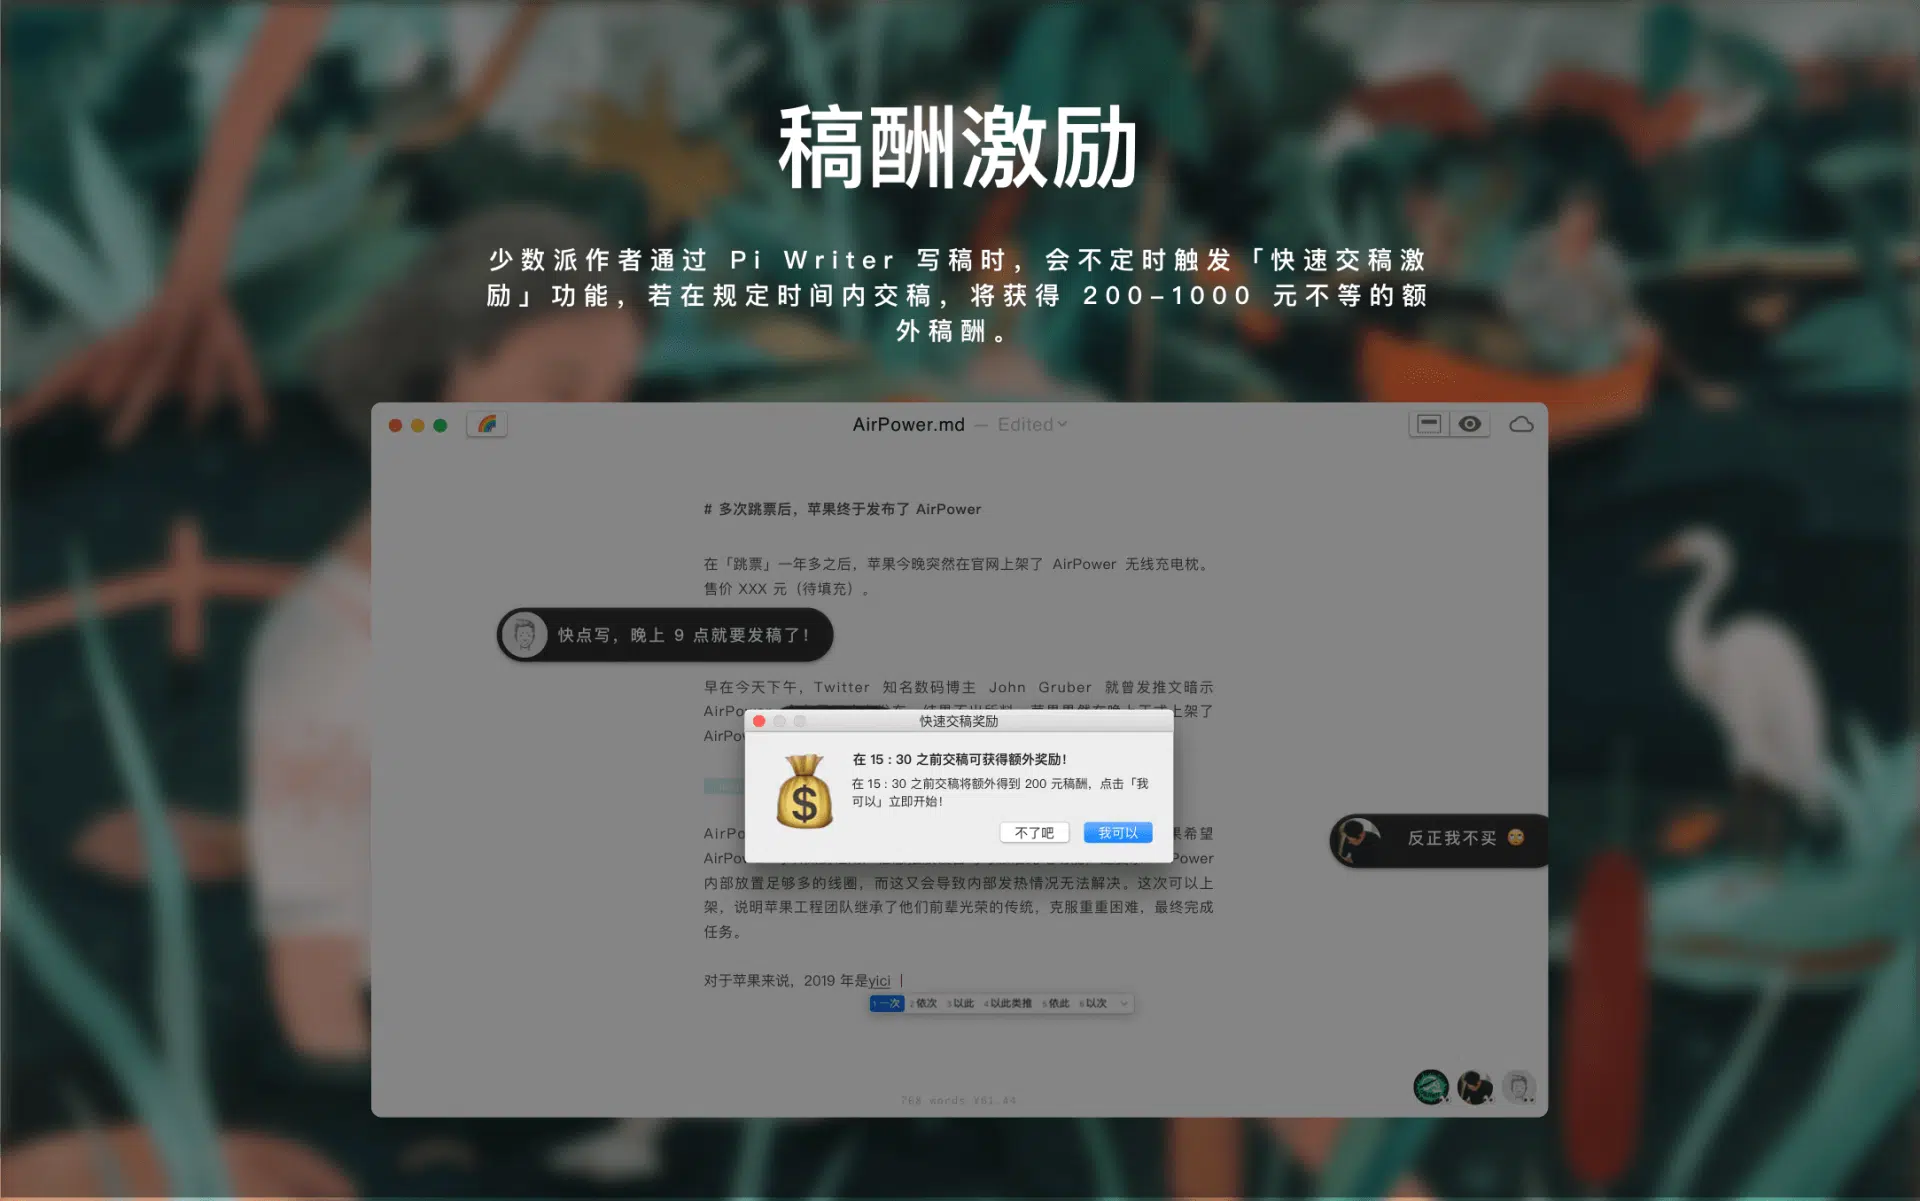 稿酬激励
少数派作者通过 Pi Writer 写稿时，会不定时触发「快速交稿激
励」功能，若在规定时间内交稿，将获得 200-1000 元不等的额
外稿酬。
AirPower.md — Edited
# 多次跳票后，苹果终于发布了 AirPower
在「跳票」一年多之后，苹果今晚突然在官网上架了 AirPower 无线充电枕。
售价 XXX 元（待填充）。
快点写，晚上 9 点就要发稿了！
早在今天下午，Twitter 知名数码博主 John Gruber 就曾发推文暗示
上架了
快速交稿奖励
在 15 : 30 之前交稿可获得额外奖励！
在 15 : 30 之前交稿将额外得到 200 元稿酬，点击「我
可以」立即开始！
不了吧 我可以
果希望
反正我不买 🙄
内部放置足够多的线圈，而这又会导致内部发热情况无法解决。这次可以上
架，说明苹果工程团队继承了他们前辈光荣的传统，克服重重困难，最终完成
任务。
对于苹果来说，2019 年是yici
1 一次 2 依次 3 以此 4 以此类推 5 依此 6 以次
768 words ¥61.44